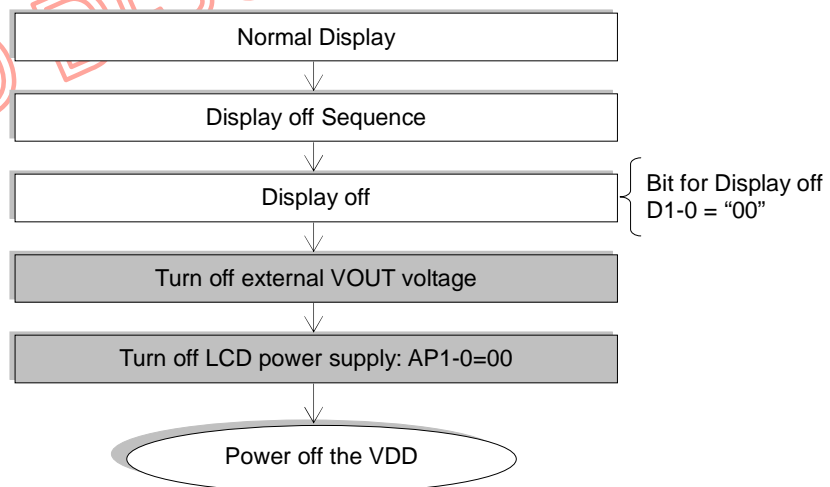 Normal Display
Display off Sequence
Display off
Bit for Display off
D1-0 = “00”
Turn off external VOUT voltage
Turn off LCD power supply: AP1-0=00
Power off the VDD